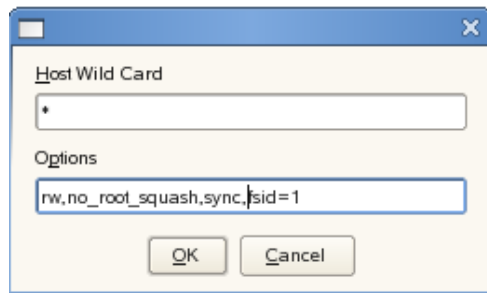 Host Wild Card
*
Options
rw,no_root_squash,sync,fsid=1
OK
Cancel